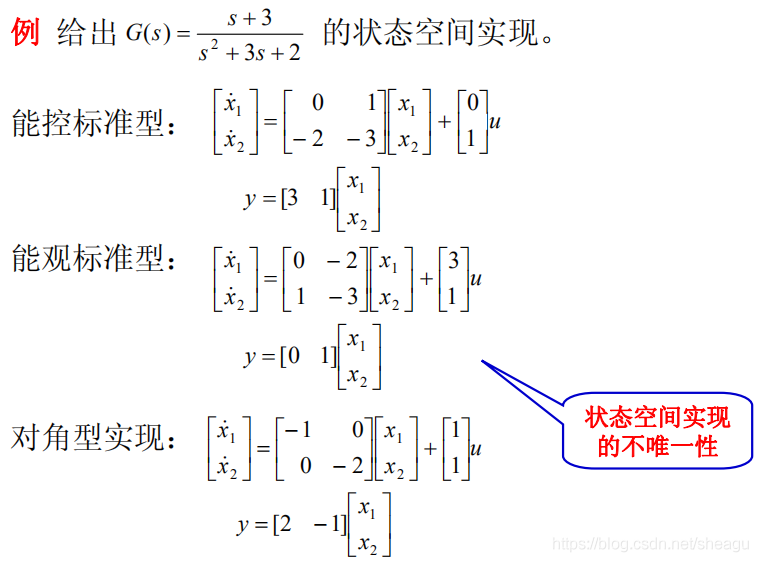 例 给出 G(s) = \frac{s+3}{s^2+3s+2} 的状态空间实现。
能控标准型： \begin{bmatrix} \dot{x}_1 \\ \dot{x}_2 \end{bmatrix} = \begin{bmatrix} 0 & 1 \\ -2 & -3 \end{bmatrix} \begin{bmatrix} x_1 \\ x_2 \end{bmatrix} + \begin{bmatrix} 0 \\ 1 \end{bmatrix} u
y = [3 \quad 1] \begin{bmatrix} x_1 \\ x_2 \end{bmatrix}
能观标准型： \begin{bmatrix} \dot{x}_1 \\ \dot{x}_2 \end{bmatrix} = \begin{bmatrix} 0 & -2 \\ 1 & -3 \end{bmatrix} \begin{bmatrix} x_1 \\ x_2 \end{bmatrix} + \begin{bmatrix} 3 \\ 1 \end{bmatrix} u
y = [0 \quad 1] \begin{bmatrix} x_1 \\ x_2 \end{bmatrix}
对角型实现： \begin{bmatrix} \dot{x}_1 \\ \dot{x}_2 \end{bmatrix} = \begin{bmatrix} -1 & 0 \\ 0 & -2 \end{bmatrix} \begin{bmatrix} x_1 \\ x_2 \end{bmatrix} + \begin{bmatrix} 1 \\ 1 \end{bmatrix} u
y = [2 \quad -1] \begin{bmatrix} x_1 \\ x_2 \end{bmatrix}
状态空间实现
的不唯一性
https://blog.csdn.net/sheagu